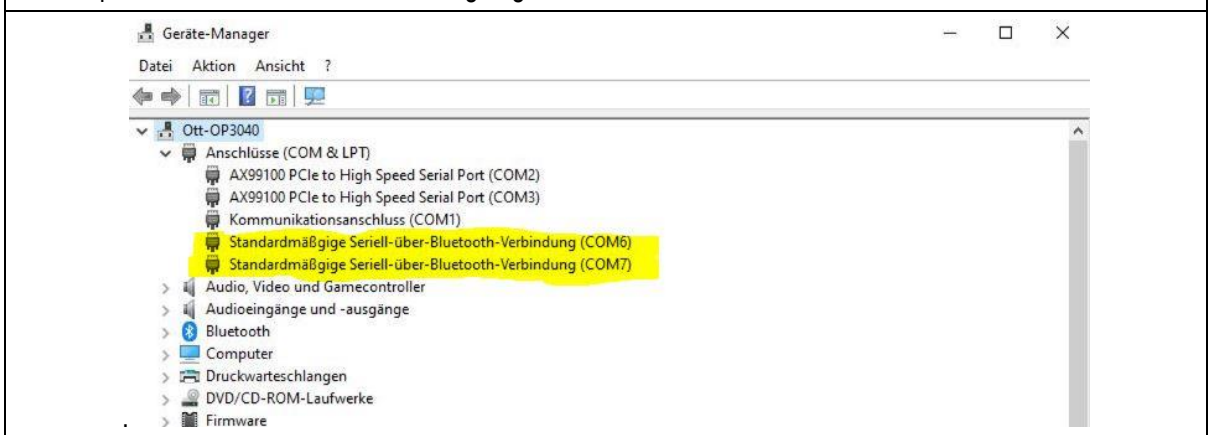 Geräte-Manager
Datei Aktion Ansicht ?
Ott-OP3040
Anschlüsse (COM & LPT)
AX99100 PCIe to High Speed Serial Port (COM2)
AX99100 PCIe to High Speed Serial Port (COM3)
Kommunikationsanschluss (COM1)
Standardmäßgige Seriell-über-Bluetooth-Verbindung (COM6)
Standardmäßgige Seriell-über-Bluetooth-Verbindung (COM7)
Audio, Video und Gamecontroller
Audioeingänge und -ausgänge
Bluetooth
Computer
Druckwarteschlangen
DVD/CD-ROM-Laufwerke
Firmware